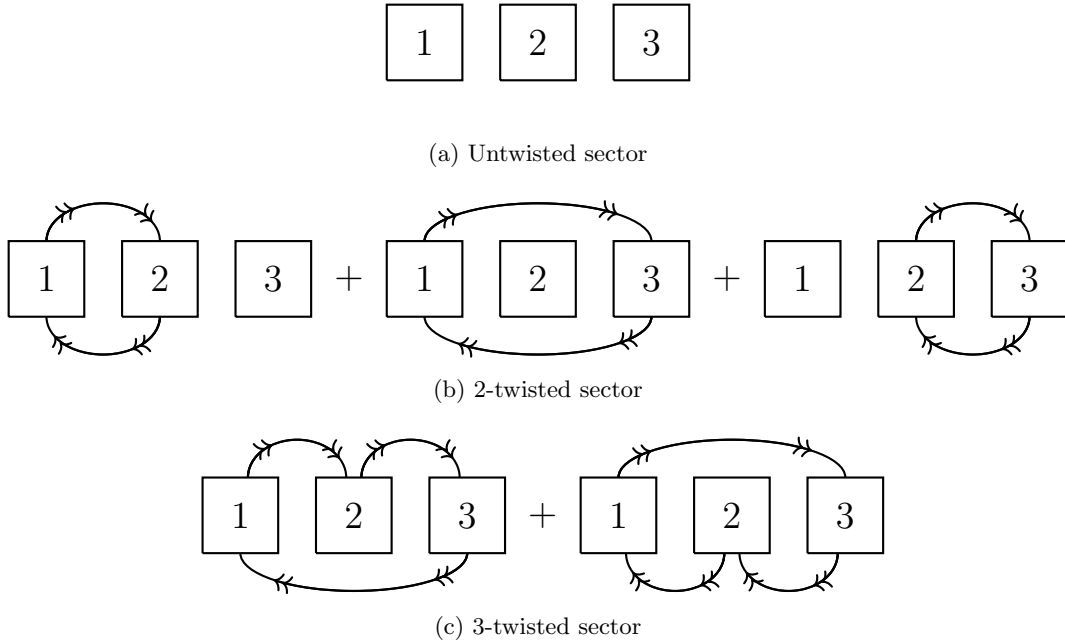 1 2 3
(a) Untwisted sector
1 2 3 + 1 2 3 + 1 2 3
(b) 2-twisted sector
1 2 3 + 1 2 3
(c) 3-twisted sector